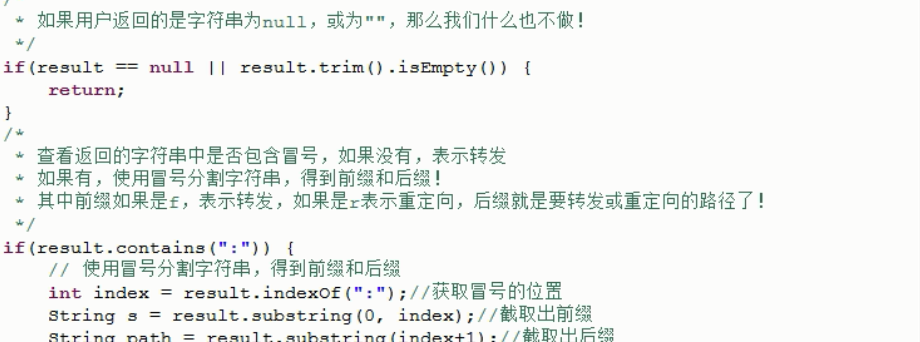 /
 * 如果用户返回的是字符串为null，或为""，那么我们什么也不做!
 */
if(result == null || result.trim().isEmpty()) {
    return;
}
/*
 * 查看返回的字符串中是否包含冒号，如果没有，表示转发
 * 如果有，使用冒号分割字符串，得到前缀和后缀!
 * 其中前缀如果是f，表示转发，如果是r表示重定向，后缀就是要转发或重定向的路径了!
 */
if(result.contains(":")) {
    // 使用冒号分割字符串，得到前缀和后缀
    int index = result.indexOf(":");//获取冒号的位置
    String s = result.substring(0, index);//截取出前缀
    String path = result.substring(index+1);//截取出后缀